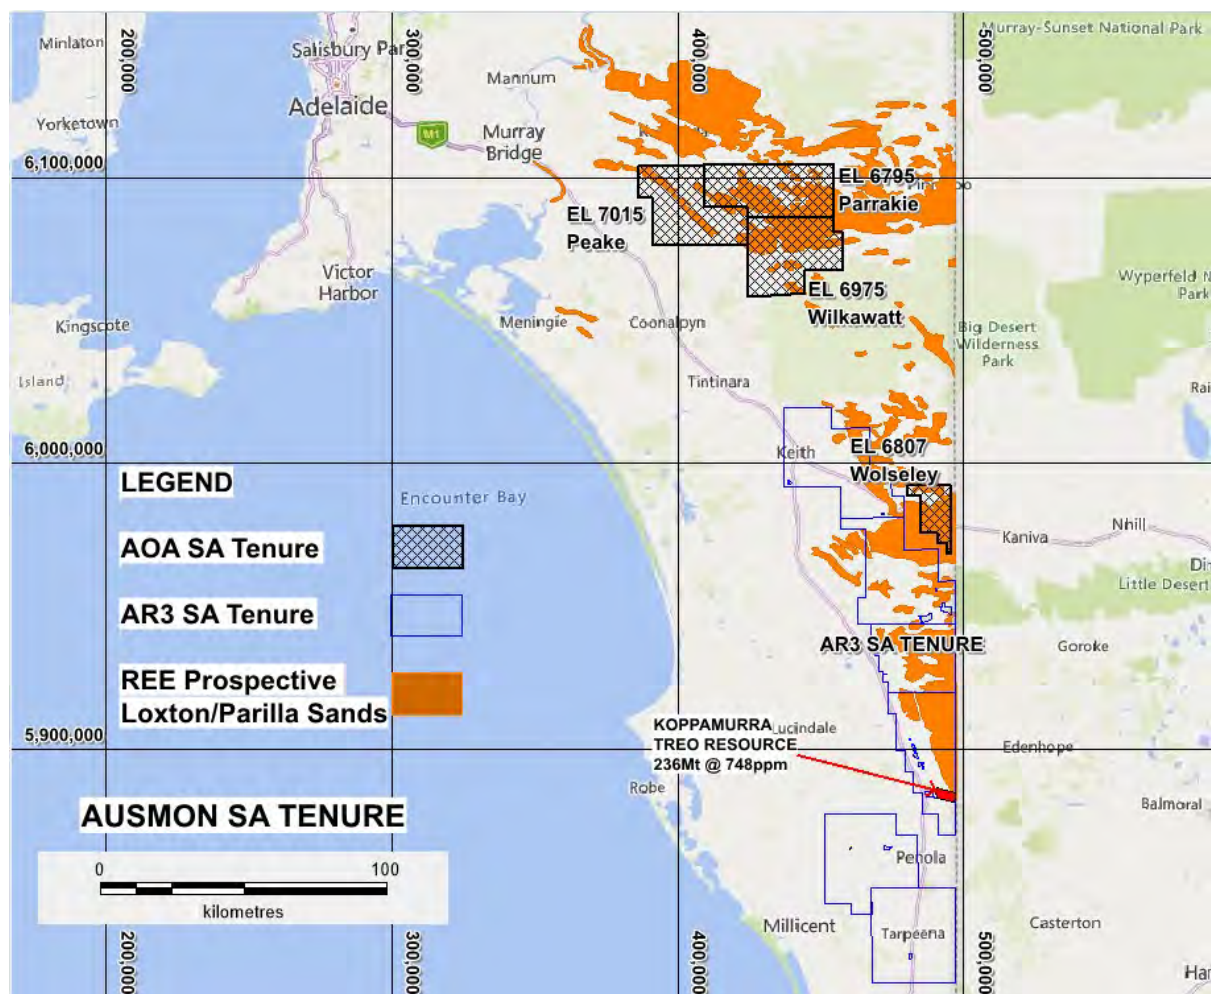 Minlaton
200,000
Salisbury Par
300,000
400,000
500,000
Murray-Sunset National Park
Mannum
Adelaide
Yorketown
M1
Murray
Bridge
6,100,000
EL 6795
Parrakie
EL 7015
Peake
Victor
Harbor
Wyperfeld N
Park
EL 6975
Wilkawatt
Kingscote
Meningie
Coonalpyn
Big Desert
Wilderness
Park
Island
Tintinara
Rai
6,000,000
Keith
EL 6807
Wolseley
LEGEND
Encounter Bay
AOA SA Tenure
Kaniva
Nhill
Di
Little Desert
AR3 SA Tenure
AR3 SA TENURE
Goroke
REE Prospective
Loxton/Parilla Sands
KOPPAMURRA
TREO RESOURCE
236Mt @ 748ppm
Lucindale
5,900,000
Edenhope
Robe
Balmoral
AUSMON SA TENURE
0
100
kilometres
Penola
Millicent
Tarpeena
Casterton
200,000
300,000
400,000
500,000
Har